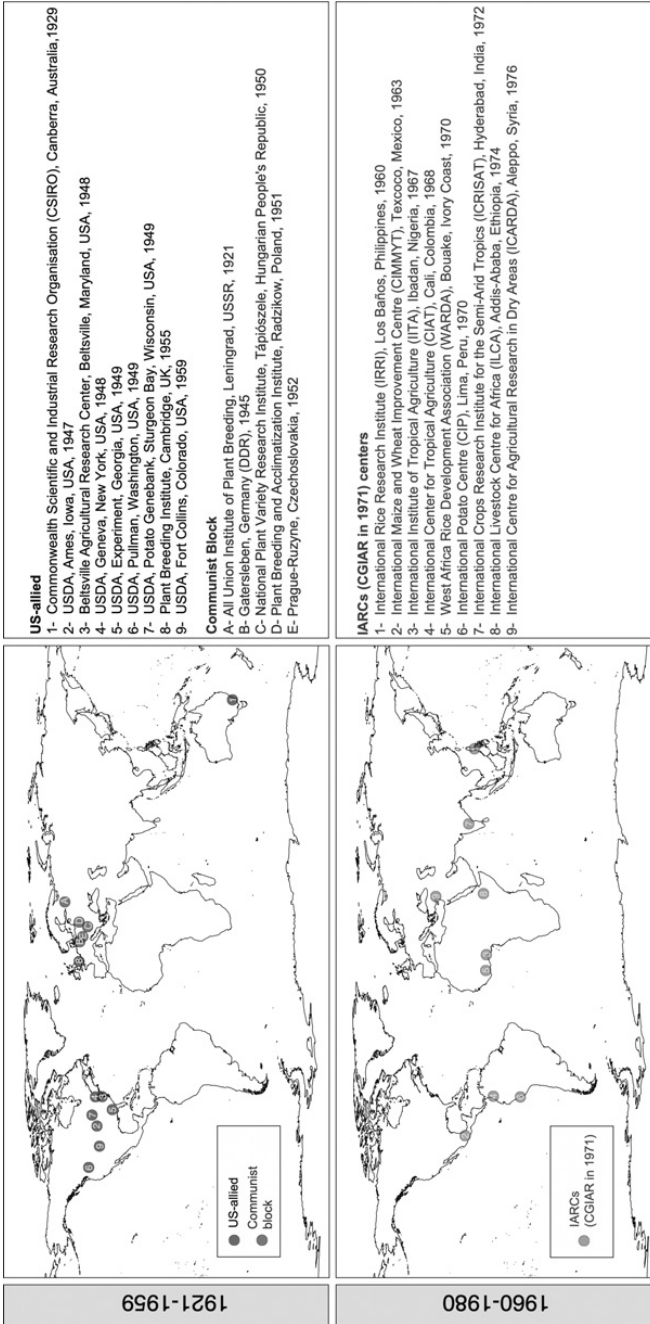 1921-1959
US-allied
Communist
block
US-allied
1- Commonwealth Scientific and Industrial Research Organisation (CSIRO), Canberra, Australia,1929
2- USDA, Ames, Iowa, USA, 1947
3- Beltsville Agricultural Research Center, Beltsville, Maryland, USA, 1948
4- USDA, Geneva, New York, USA, 1948
5- USDA, Experiment, Georgia, USA, 1949
6- USDA, Pullman, Washington, USA, 1949
7- USDA, Potato Genebank, Sturgeon Bay, Wisconsin, USA, 1949
8- Plant Breeding Institute, Cambridge, UK, 1955
9- USDA, Fort Collins, Colorado, USA, 1959
Communist Block
A- All Union Institute of Plant Breeding, Leningrad, USSR, 1921
B- Gatersleben, Germany (DDR), 1945
C- National Plant Variety Research Institute, Tápiószele, Hungarian People's Republic, 1950
D- Plant Breeding and Acclimatization Institute, Radzikow, Poland, 1951
E- Prague-Ruzyne, Czechoslovakia, 1952
1960-1980
IARCs
(CGIAR in 1971)
IARCs (CGIAR in 1971) centers
1- International Rice Research Institute (IRRI), Los Baños, Philippines, 1960
2- International Maize and Wheat Improvement Centre (CIMMYT), Texcoco, Mexico, 1963
3- International Institute of Tropical Agriculture (IITA), Ibadan, Nigeria, 1967
4- International Center for Tropical Agriculture (CIAT), Cali, Colombia, 1968
5- West Africa Rice Development Association (WARDA), Bouake, Ivory Coast, 1970
6- International Potato Centre (CIP), Lima, Peru, 1970
7- International Crops Research Institute for the Semi-Arid Tropics (ICRISAT), Hyderabad, India, 1972
8- International Livestock Centre for Africa (ILCA), Addis-Ababa, Ethiopia, 1974
9- International Centre for Agricultural Research in Dry Areas (ICARDA), Aleppo, Syria, 1976